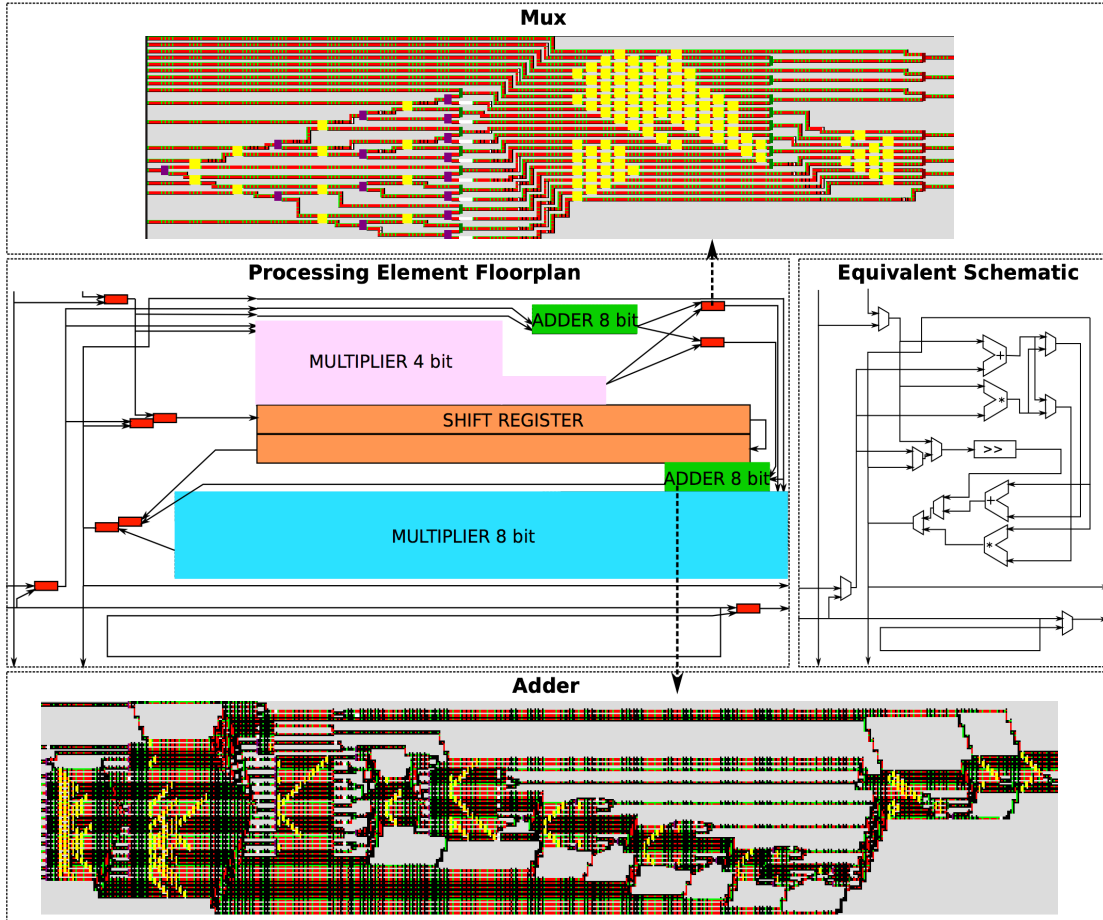 Mux
Processing Element Floorplan
ADDER 8 bit
MULTIPLIER 4 bit
SHIFT REGISTER
ADDER 8 bit
MULTIPLIER 8 bit
Equivalent Schematic
+
*
>>
+
*
Adder